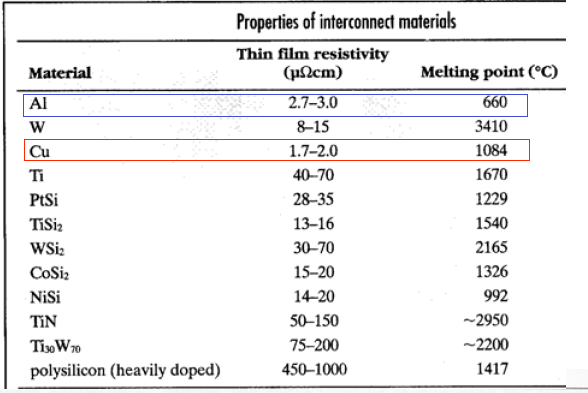 Properties of interconnect materials
Thin film resistivity
Material (μΩcm) Melting point (°C)
Al 2.7–3.0 660
W 8–15 3410
Cu 1.7–2.0 1084
Ti 40–70 1670
PtSi 28–35 1229
TiSi₂ 13–16 1540
WSi₂ 30–70 2165
CoSi₂ 15–20 1326
NiSi 14–20 992
TiN 50–150 ~2950
Ti₃₀W₇₀ 75–200 ~2200
polysilicon (heavily doped) 450–1000 1417